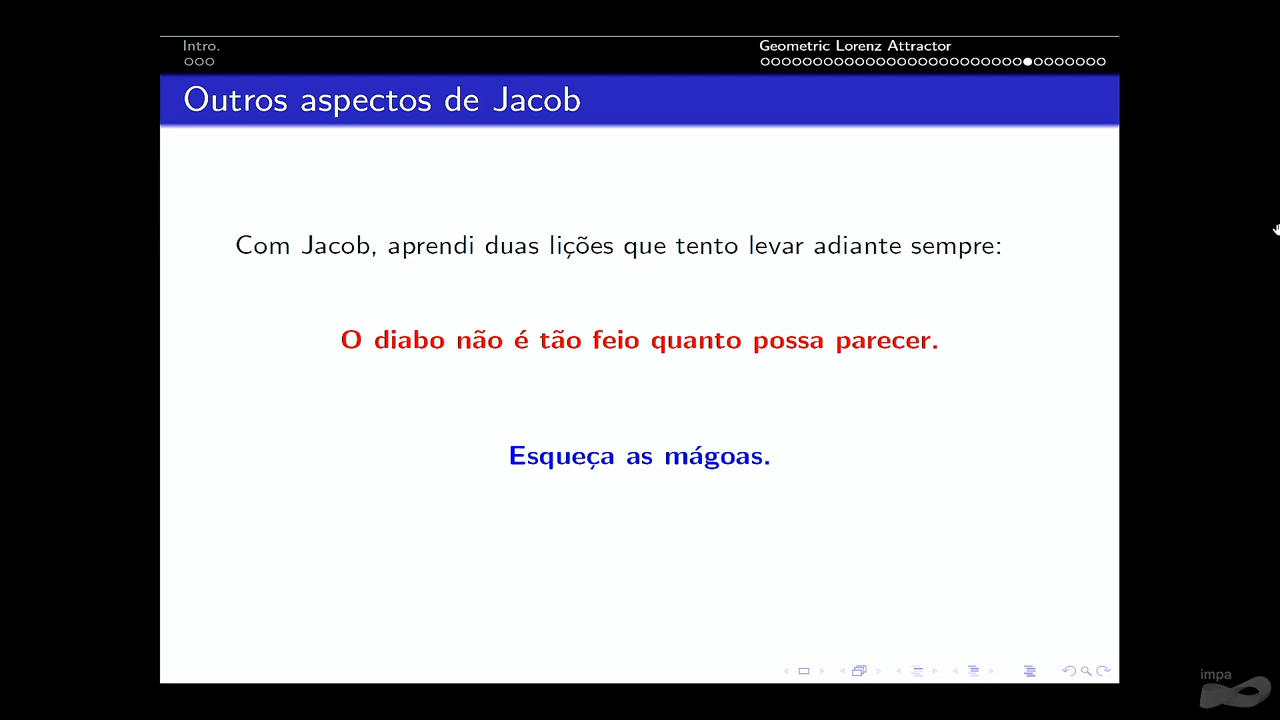 Intro.
Geometric Lorenz Attractor
Outros aspectos de Jacob
Com Jacob, aprendi duas lições que tento levar adiante sempre:
O diabo não é tão feio quanto possa parecer.
Esqueça as mágoas.
impa